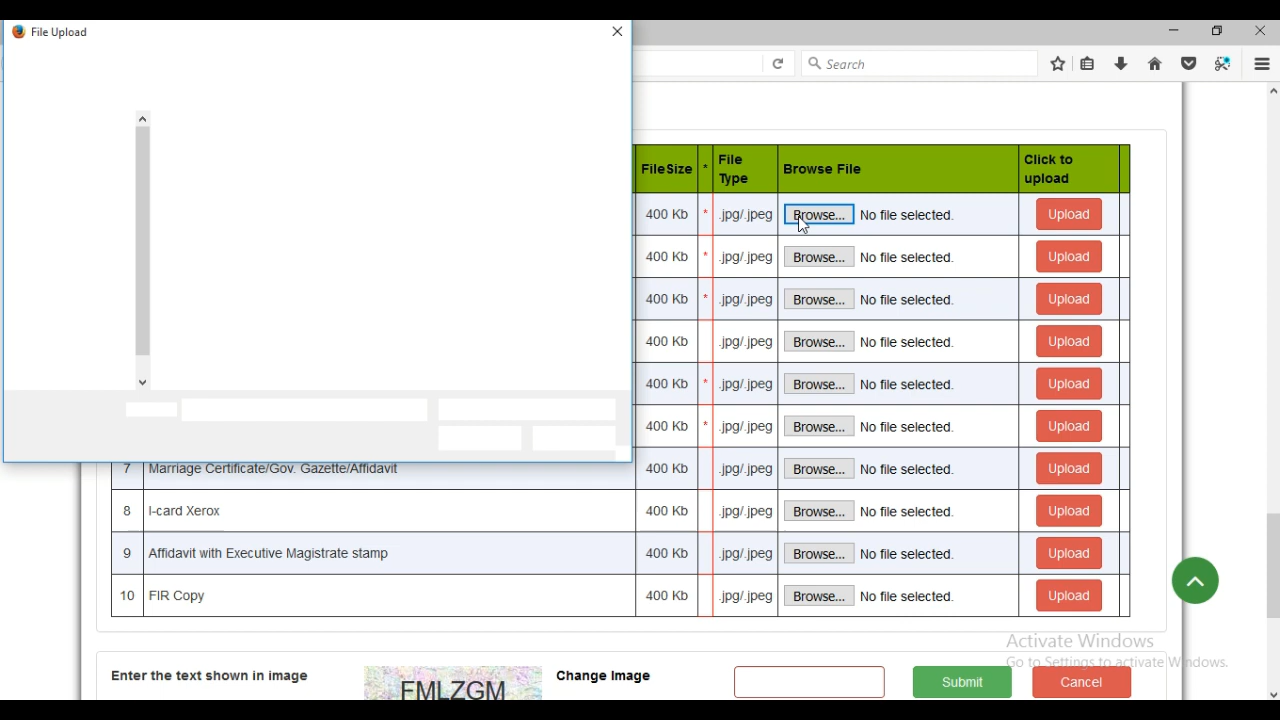 File Upload
Search
FileSize * File Type Browse File Click to upload
400 Kb * .jpg/.jpeg Browse... No file selected. Upload
400 Kb * .jpg/.jpeg Browse... No file selected. Upload
400 Kb * .jpg/.jpeg Browse... No file selected. Upload
400 Kb .jpg/.jpeg Browse... No file selected. Upload
400 Kb * .jpg/.jpeg Browse... No file selected. Upload
400 Kb * .jpg/.jpeg Browse... No file selected. Upload
7 Marriage Certificate/Gov. Gazette/Affidavit 400 Kb .jpg/.jpeg Browse... No file selected. Upload
8 I-card Xerox 400 Kb .jpg/.jpeg Browse... No file selected. Upload
9 Affidavit with Executive Magistrate stamp 400 Kb .jpg/.jpeg Browse... No file selected. Upload
10 FIR Copy 400 Kb .jpg/.jpeg Browse... No file selected. Upload
Activate Windows
Go to Settings to activate Windows.
Enter the text shown in image FMLZGM Change Image Submit Cancel